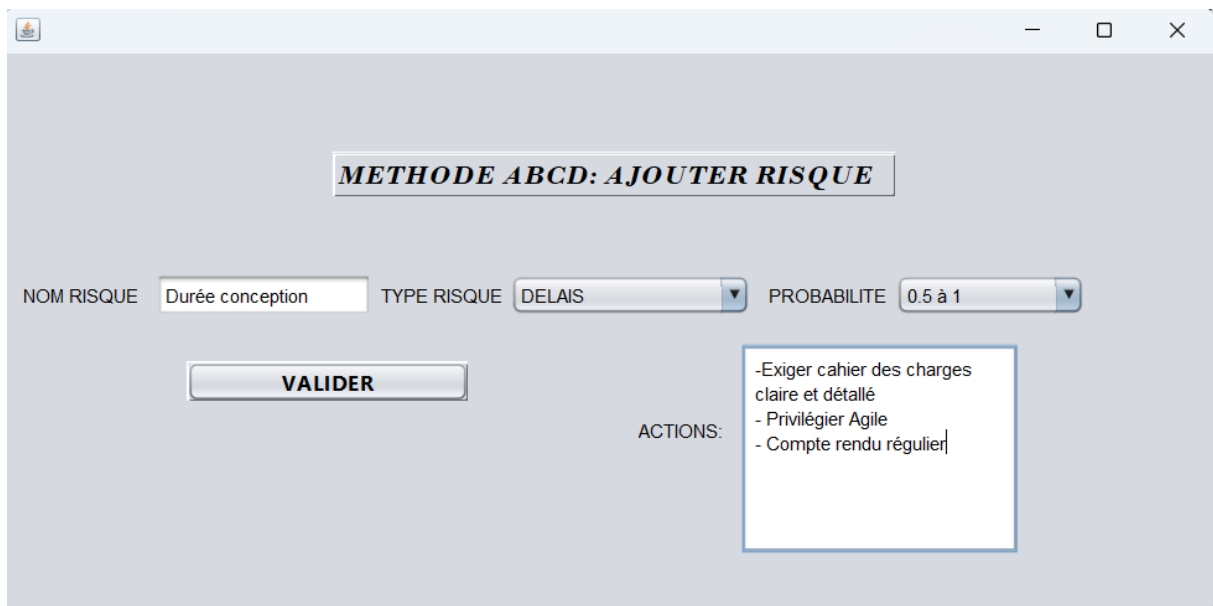 METHODE ABCD: AJOUTER RISQUE
NOM RISQUE Durée conception TYPE RISQUE DELAIS PROBABILITE 0.5 à 1
VALIDER
ACTIONS:
-Exiger cahier des charges
claire et détallé
- Privilégier Agile
- Compte rendu régulier